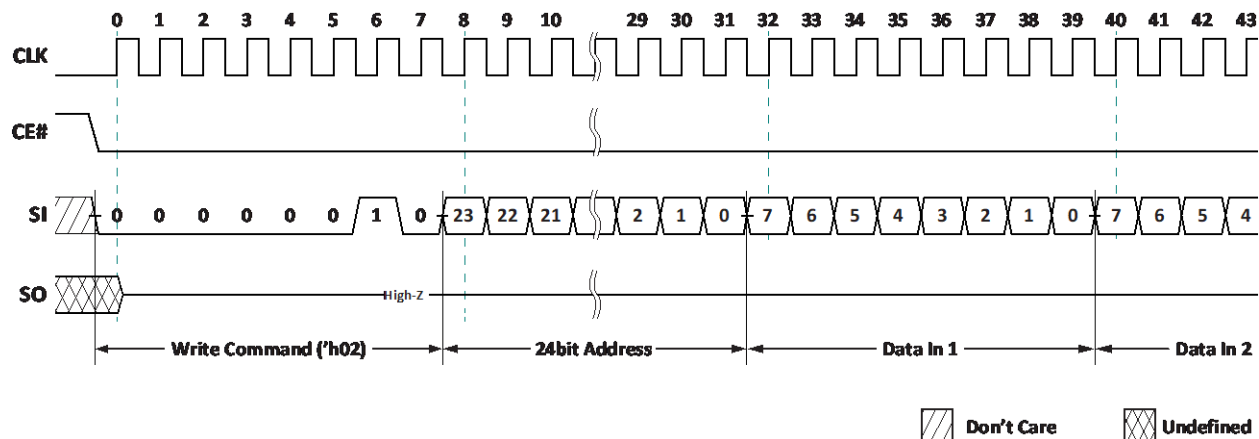 0 1 2 3 4 5 6 7 8 9 10 29 30 31 32 33 34 35 36 37 38 39 40 41 42 43
CLK
CE#
SI 0 0 0 0 0 0 1 0 23 22 21 2 1 0 7 6 5 4 3 2 1 0 7 6 5 4
SO High-Z
Write Command ('h02) 24bit Address Data In 1 Data In 2
Don't Care Undefined